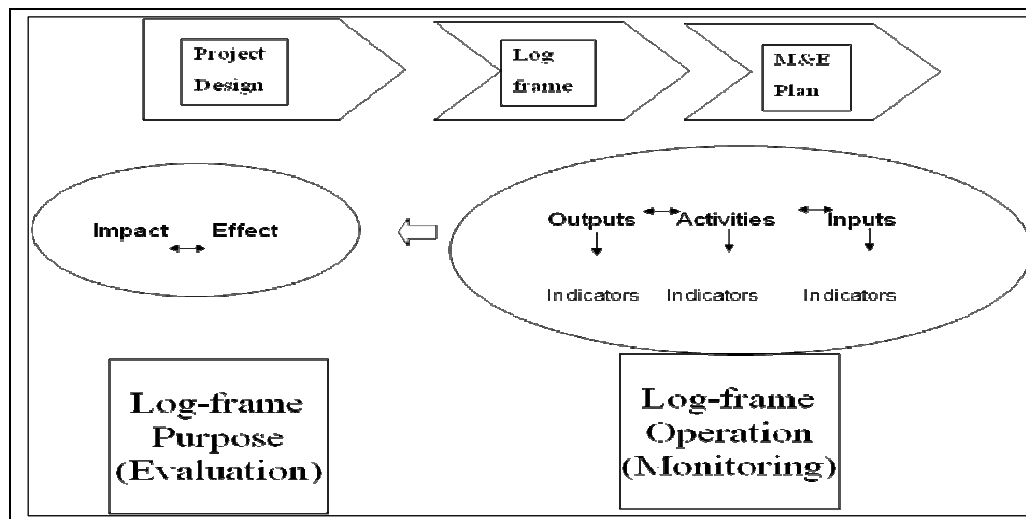 Project
Design
Log
frame
M&E
Plan
Impact Effect
Outputs Activities Inputs
Indicators Indicators Indicators
Log-frame
Purpose
(Evaluation)
Log-frame
Operation
(Monitoring)